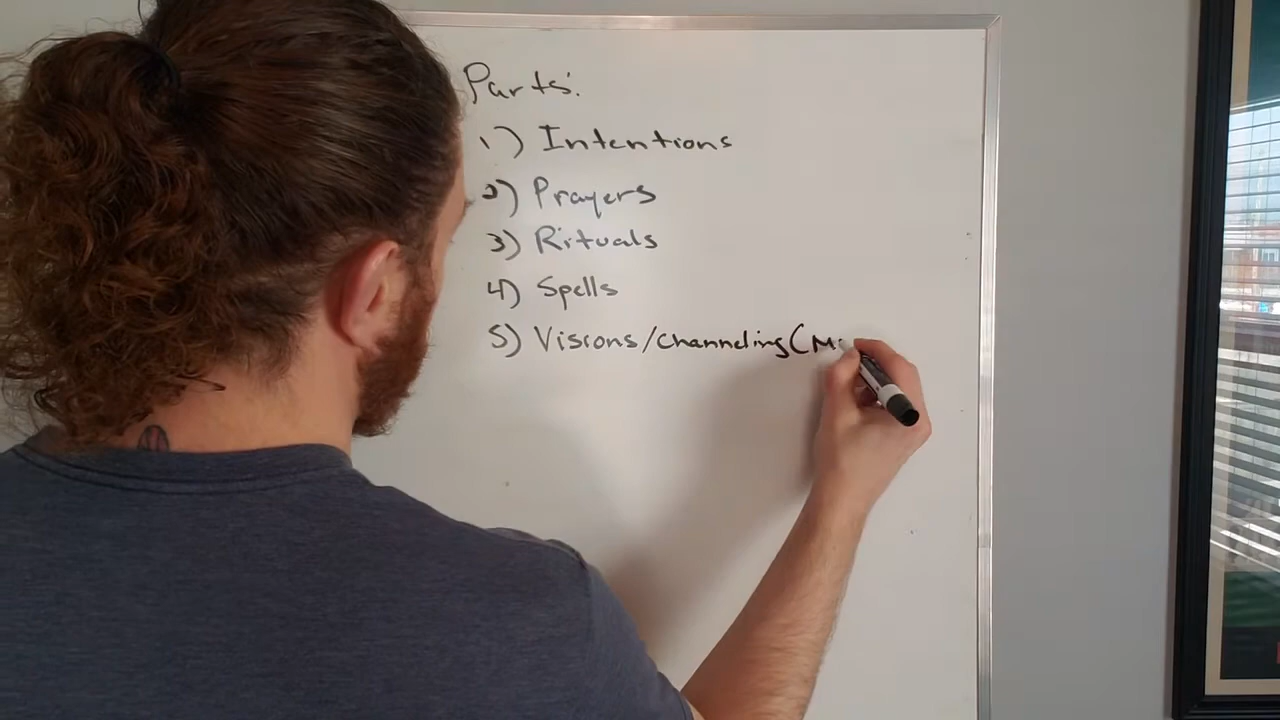 Parts:
1) Intentions
2) Prayers
3) Rituals
4) Spells
5) Visions/channeling(